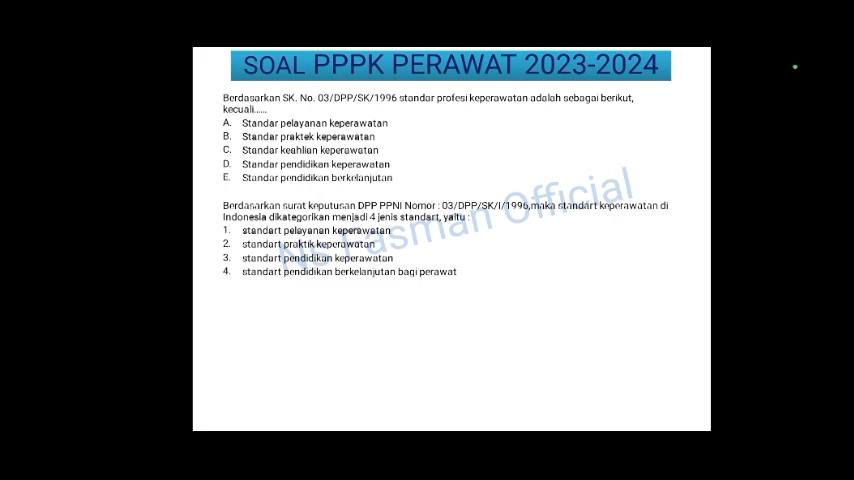 SOAL PPPK PERAWAT 2023-2024
Berdasarkan SK. No. 03/DPP/SK/1996 standar profesi keperawatan adalah sebagai berikut,
kecuali......
A. Standar pelayanan keperawatan
B. Standar praktek keperawatan
C. Standar keahlian keperawatan
D. Standar pendidikan keperawatan
E. Standar pendidikan berkelanjutan
Berdasarkan surat keputusan DPP PPNI Nomor : 03/DPP/SK/I/1996,maka standart keperawatan di
Indonesia dikategorikan menjadi 4 jenis standart, yaitu :
1. standart pelayanan keperawatan
2. standart praktik keperawatan
3. standart pendidikan keperawatan
4. standart pendidikan berkelanjutan bagi perawat
Ns Pasman Official